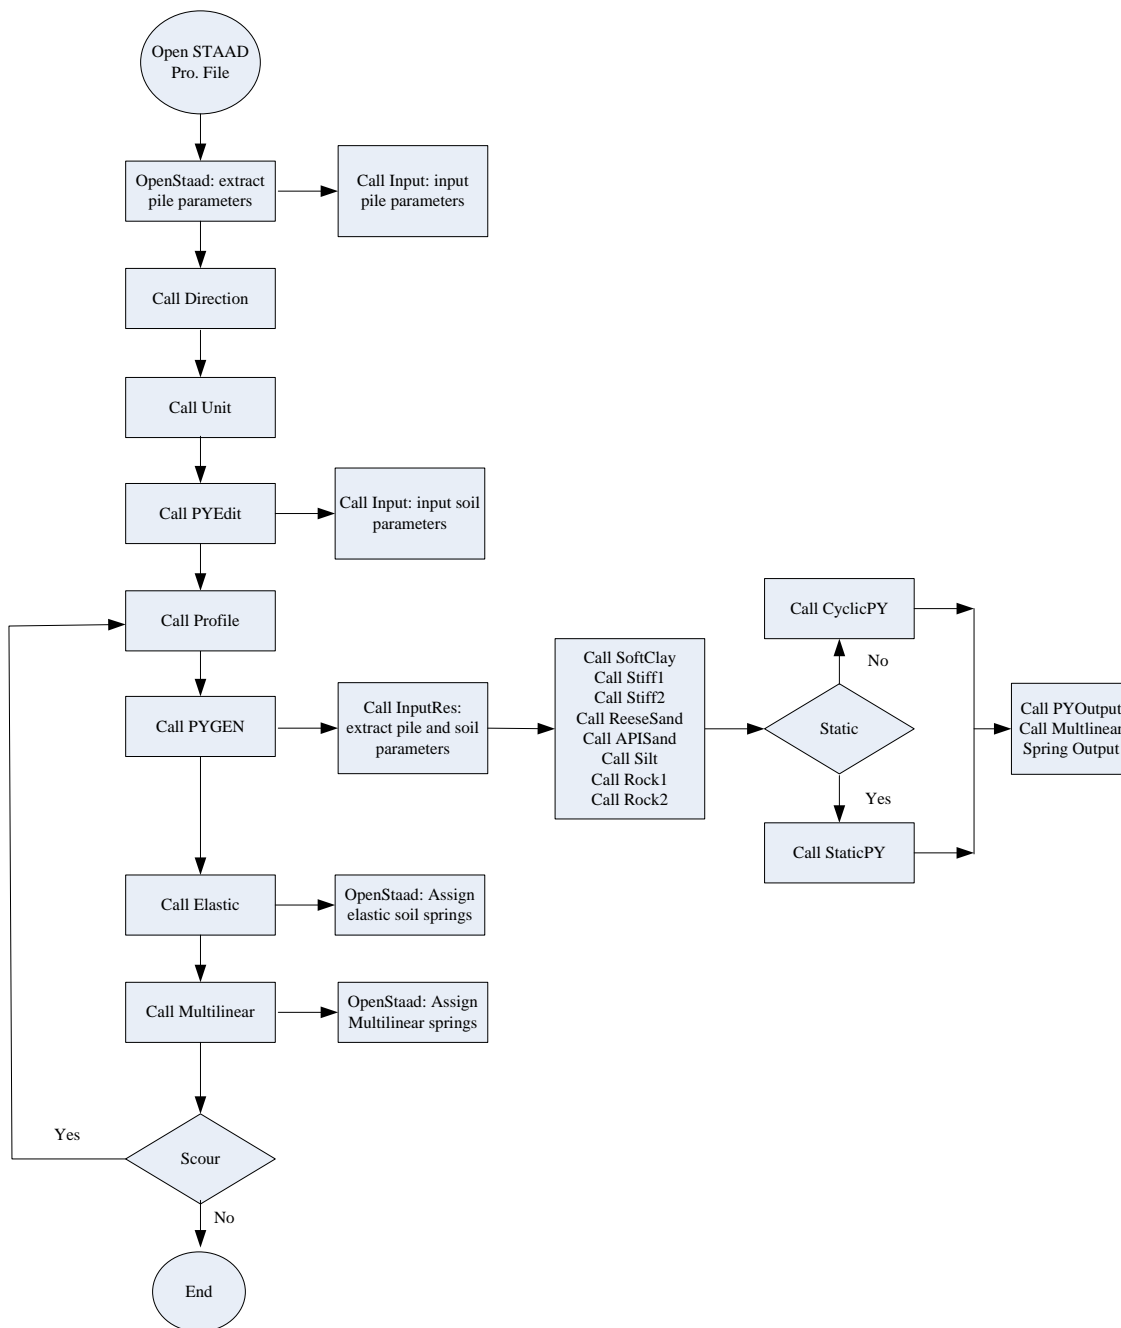 Open STAAD
Pro. File
OpenStaad: extract
pile parameters
Call Input: input
pile parameters
Call Direction
Call Unit
Call PYEdit
Call Input: input soil
parameters
Call Profile
Call PYGEN
Call InputRes:
extract pile and soil
parameters
Call SoftClay
Call Stiff1
Call Stiff2
Call ReeseSand
Call APISand
Call Silt
Call Rock1
Call Rock2
Call CyclicPY
No
Static
Yes
Call StaticPY
Call PYOutput
Call Multlinear
Spring Output
Call Elastic
OpenStaad: Assign
elastic soil springs
Call Multilinear
OpenStaad: Assign
Multilinear springs
Yes
Scour
No
End